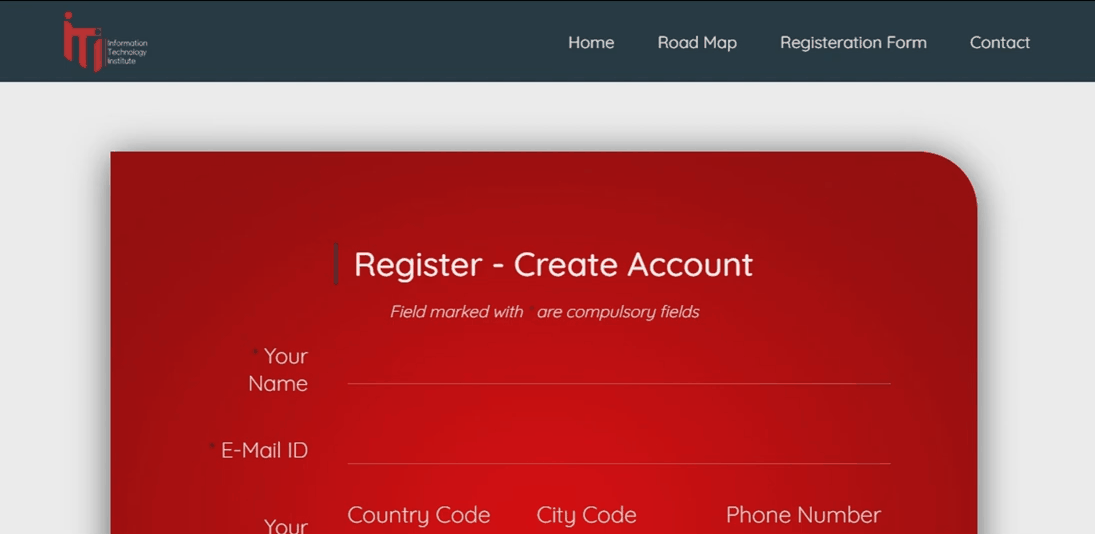 iTi
Information
Technology
Institute
Home Road Map Registeration Form Contact
Register - Create Account
Field marked with * are compulsory fields
* Your
Name
* E-Mail ID
Country Code City Code Phone Number
Your